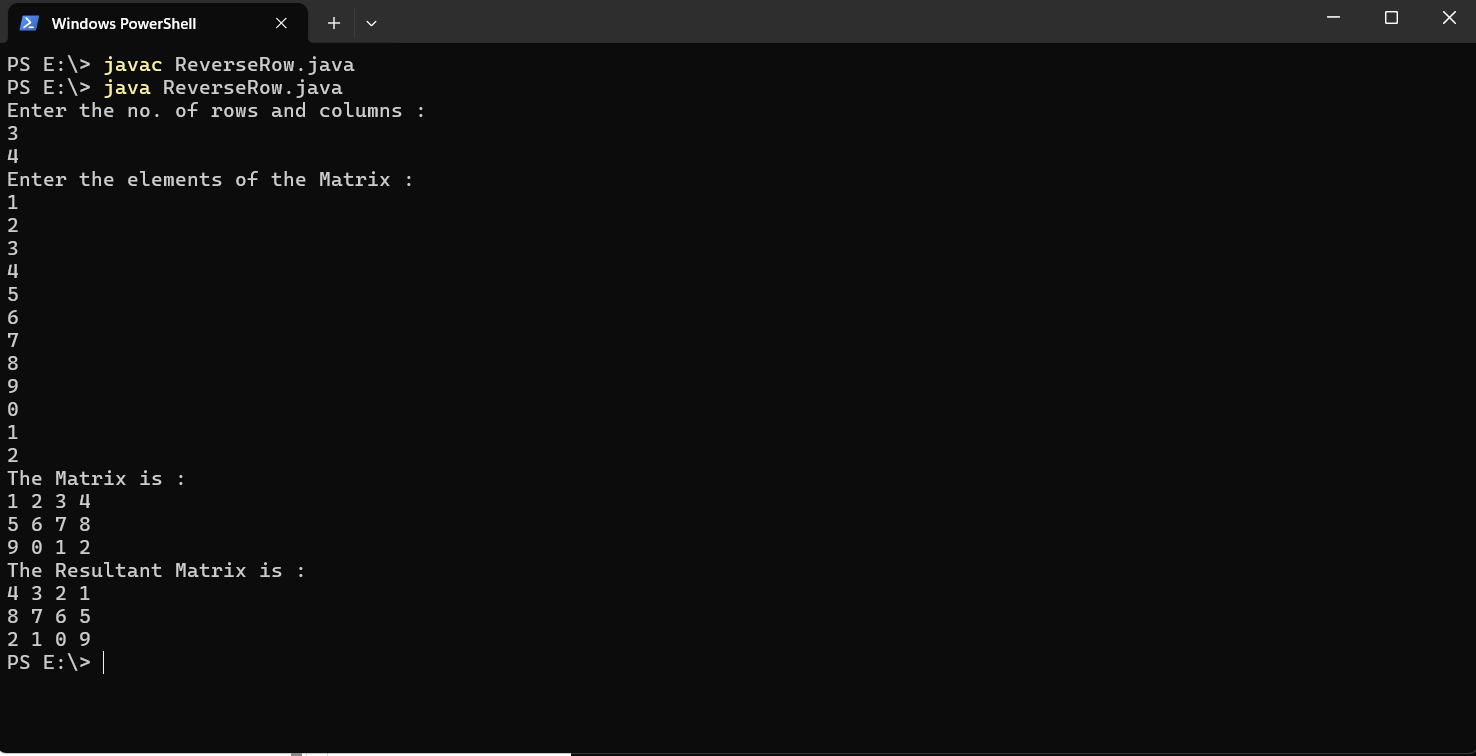 Windows PowerShell
PS E:\> javac ReverseRow.java
PS E:\> java ReverseRow.java
Enter the no. of rows and columns :
3
4
Enter the elements of the Matrix :
1
2
3
4
5
6
7
8
9
0
1
2
The Matrix is :
1 2 3 4
5 6 7 8
9 0 1 2
The Resultant Matrix is :
4 3 2 1
8 7 6 5
2 1 0 9
PS E:\>